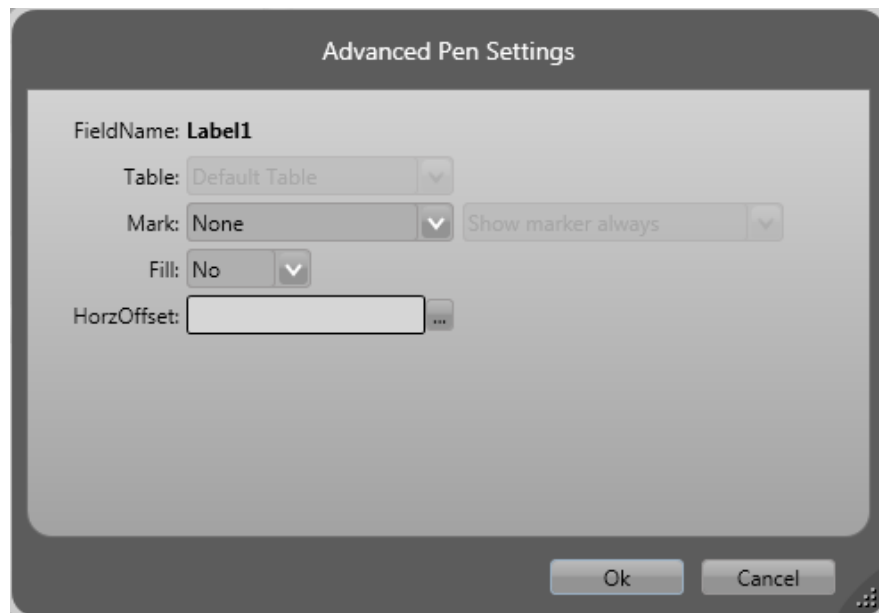 Advanced Pen Settings
FieldName: Label1
Table: Default Table
Mark: None Show marker always
Fill: No
HorzOffset: ...
Ok Cancel